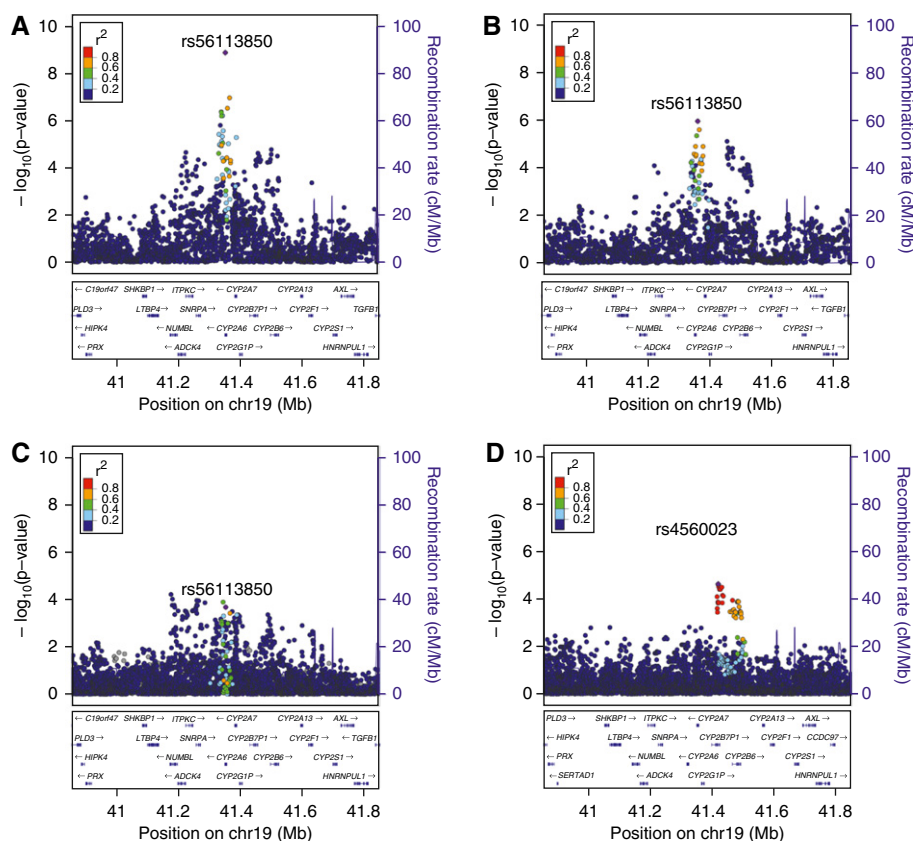 A
rs56113850
r2
0.8
0.6
0.4
0.2
10
8
6
4
2
0
− log10(p−value)
100
80
60
40
20
0
Recombination rate (cM/Mb)
← C19orf47 SHKBP1 → ITPKC → ← CYP2A7 CYP2A13 → AXL →
PLD3 → LTBP4 → SNRPA → CYP2B7P1 → CYP2F1 → ← TGFB1
← HIPK4 ← NUMBL ← CYP2A6 CYP2B6 → ← CYP2S1 →
← PRX ← ADCK4 CYP2G1P → HNRNPUL1 →
41 41.2 41.4 41.6 41.8
Position on chr19 (Mb)
B
rs56113850
r2
0.8
0.6
0.4
0.2
10
8
6
4
2
0
− log10(p−value)
100
80
60
40
20
0
Recombination rate (cM/Mb)
← C19orf47 SHKBP1 → ITPKC → ← CYP2A7 CYP2A13 → AXL →
PLD3 → LTBP4 → SNRPA → CYP2B7P1 → CYP2F1 → ← TGFB1
← HIPK4 ← NUMBL ← CYP2A6 CYP2B6 → CYP2S1 →
← PRX ← ADCK4 CYP2G1P → HNRNPUL1 →
41 41.2 41.4 41.6 41.8
Position on chr19 (Mb)
C
rs56113850
r2
0.8
0.6
0.4
0.2
10
8
6
4
2
0
− log10(p−value)
100
80
60
40
20
0
Recombination rate (cM/Mb)
← C19orf47 SHKBP1 → ITPKC → ← CYP2A7 CYP2A13 → AXL →
PLD3 → LTBP4 → SNRPA → CYP2B7P1 → CYP2F1 → ← TGFB1
← HIPK4 ← NUMBL ← CYP2A6 CYP2B6 → CYP2S1 →
← PRX ← ADCK4 CYP2G1P → HNRNPUL1 →
41 41.2 41.4 41.6 41.8
Position on chr19 (Mb)
D
rs4560023
r2
0.8
0.6
0.4
0.2
10
8
6
4
2
0
− log10(p−value)
100
80
60
40
20
0
Recombination rate (cM/Mb)
PLD3 → SHKBP1 → ITPKC → ← CYP2A7 CYP2A13 → AXL →
← HIPK4 LTBP4 → SNRPA → CYP2B7P1 → CYP2F1 → CCDC97 →
← PRX ← NUMBL ← CYP2A6 CYP2B6 → CYP2S1 →
← SERTAD1 ← ADCK4 CYP2G1P → HNRNPUL1 →
41 41.2 41.4 41.6 41.8
Position on chr19 (Mb)